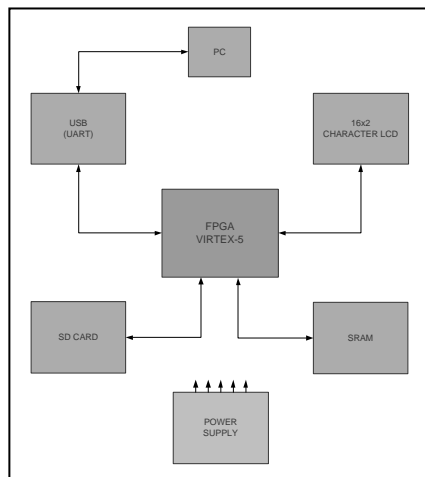 PC
USB
(UART)
16x2
CHARACTER LCD
FPGA
VIRTEX-5
SD CARD
SRAM
POWER
SUPPLY